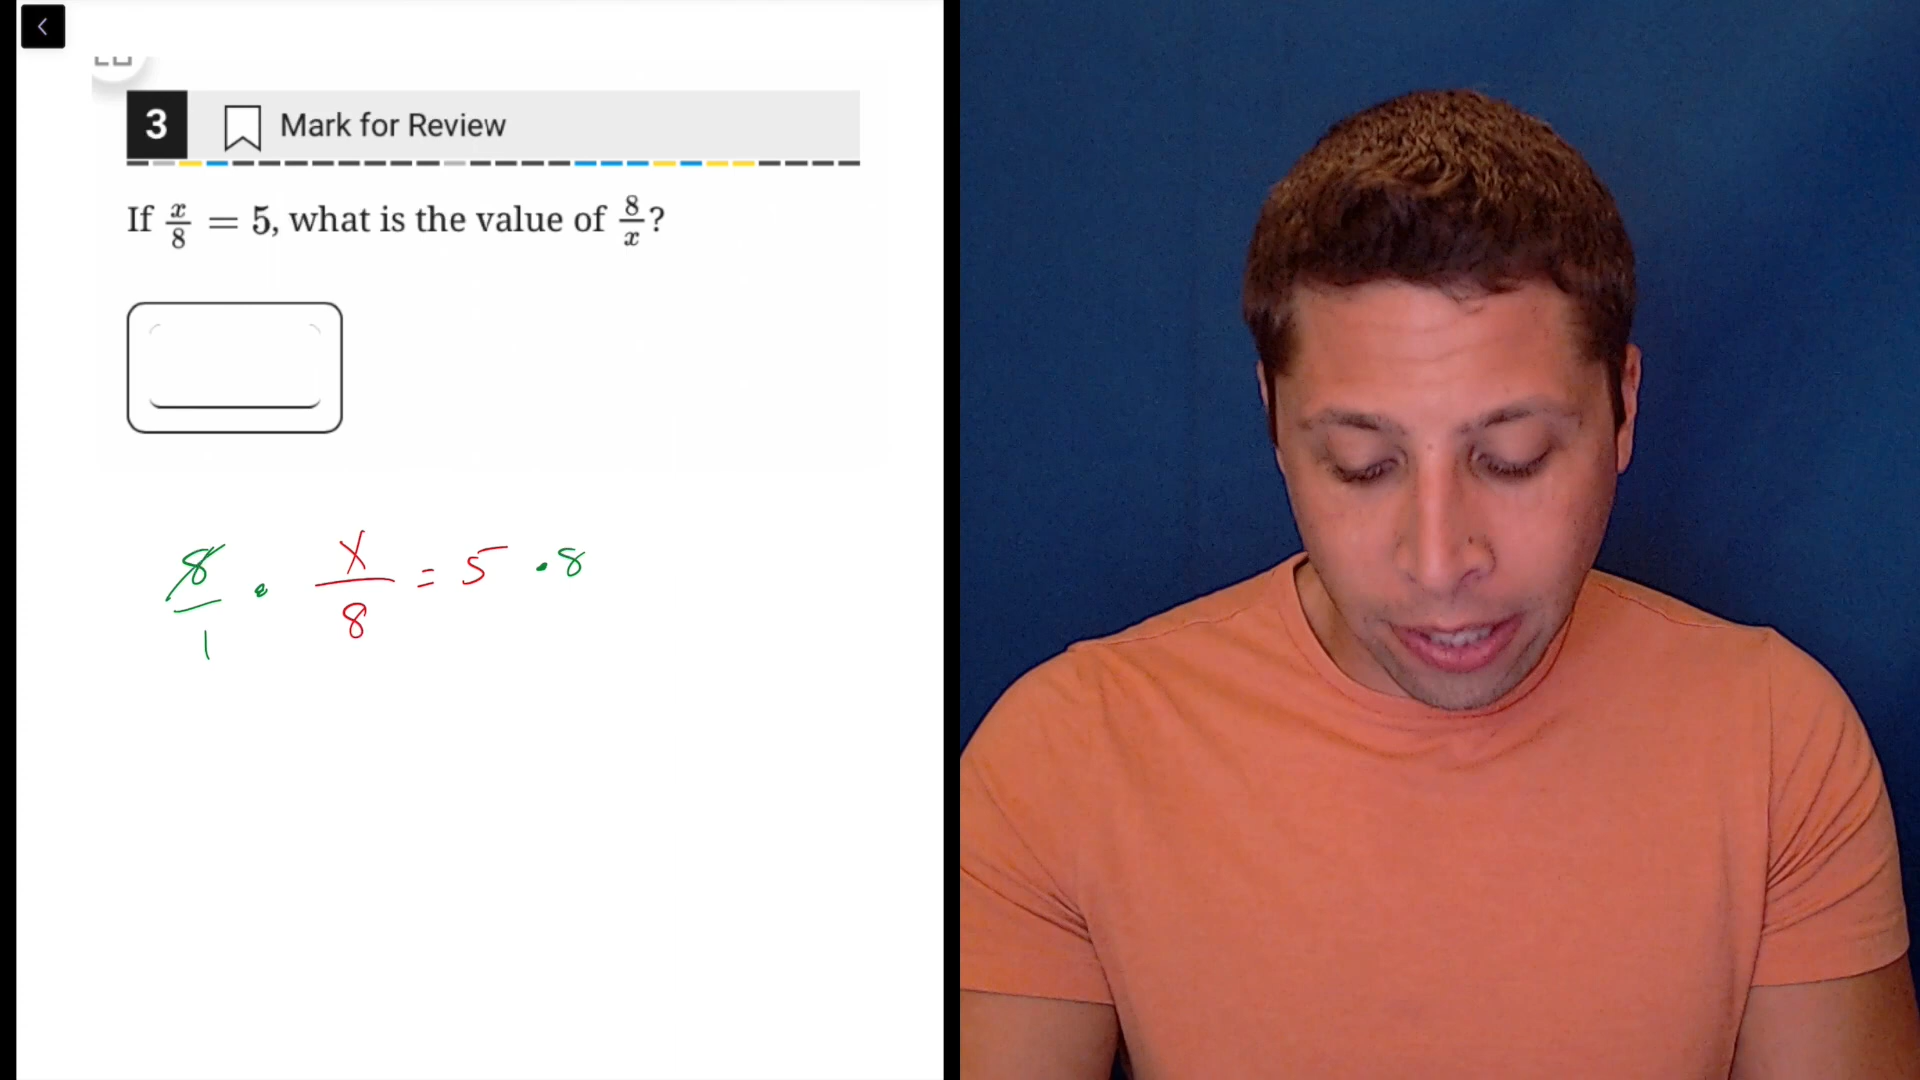 3 Mark for Review
If x/8 = 5, what is the value of 8/x?
8/1 · x/8 = 5 · 8